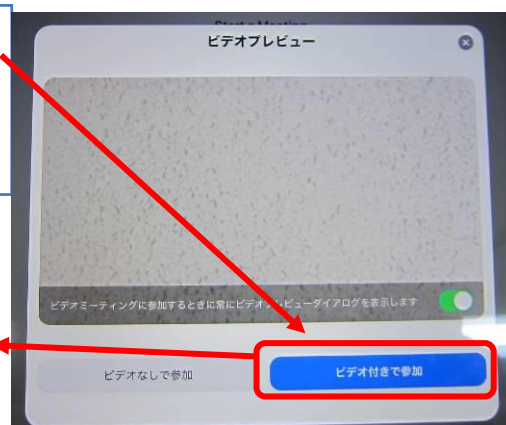 Start a Meeting
ビデオプレビュー
ビデオミーティングに参加するときに常にビデオプレビューダイアログを表示します
ビデオなしで参加
ビデオ付きで参加